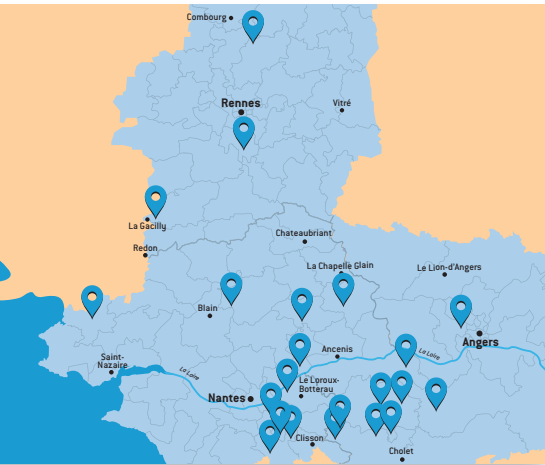 Combourg
Rennes
Vitré
La Gacilly
Chateaubriant
Redon
La Chapelle Glain
Le Lion-d'Angers
Blain
Angers
Ancenis
La Loire
Saint-
Nazaire
La Loire
Le Loroux-
Bottérau
Nantes
Clisson
Cholet